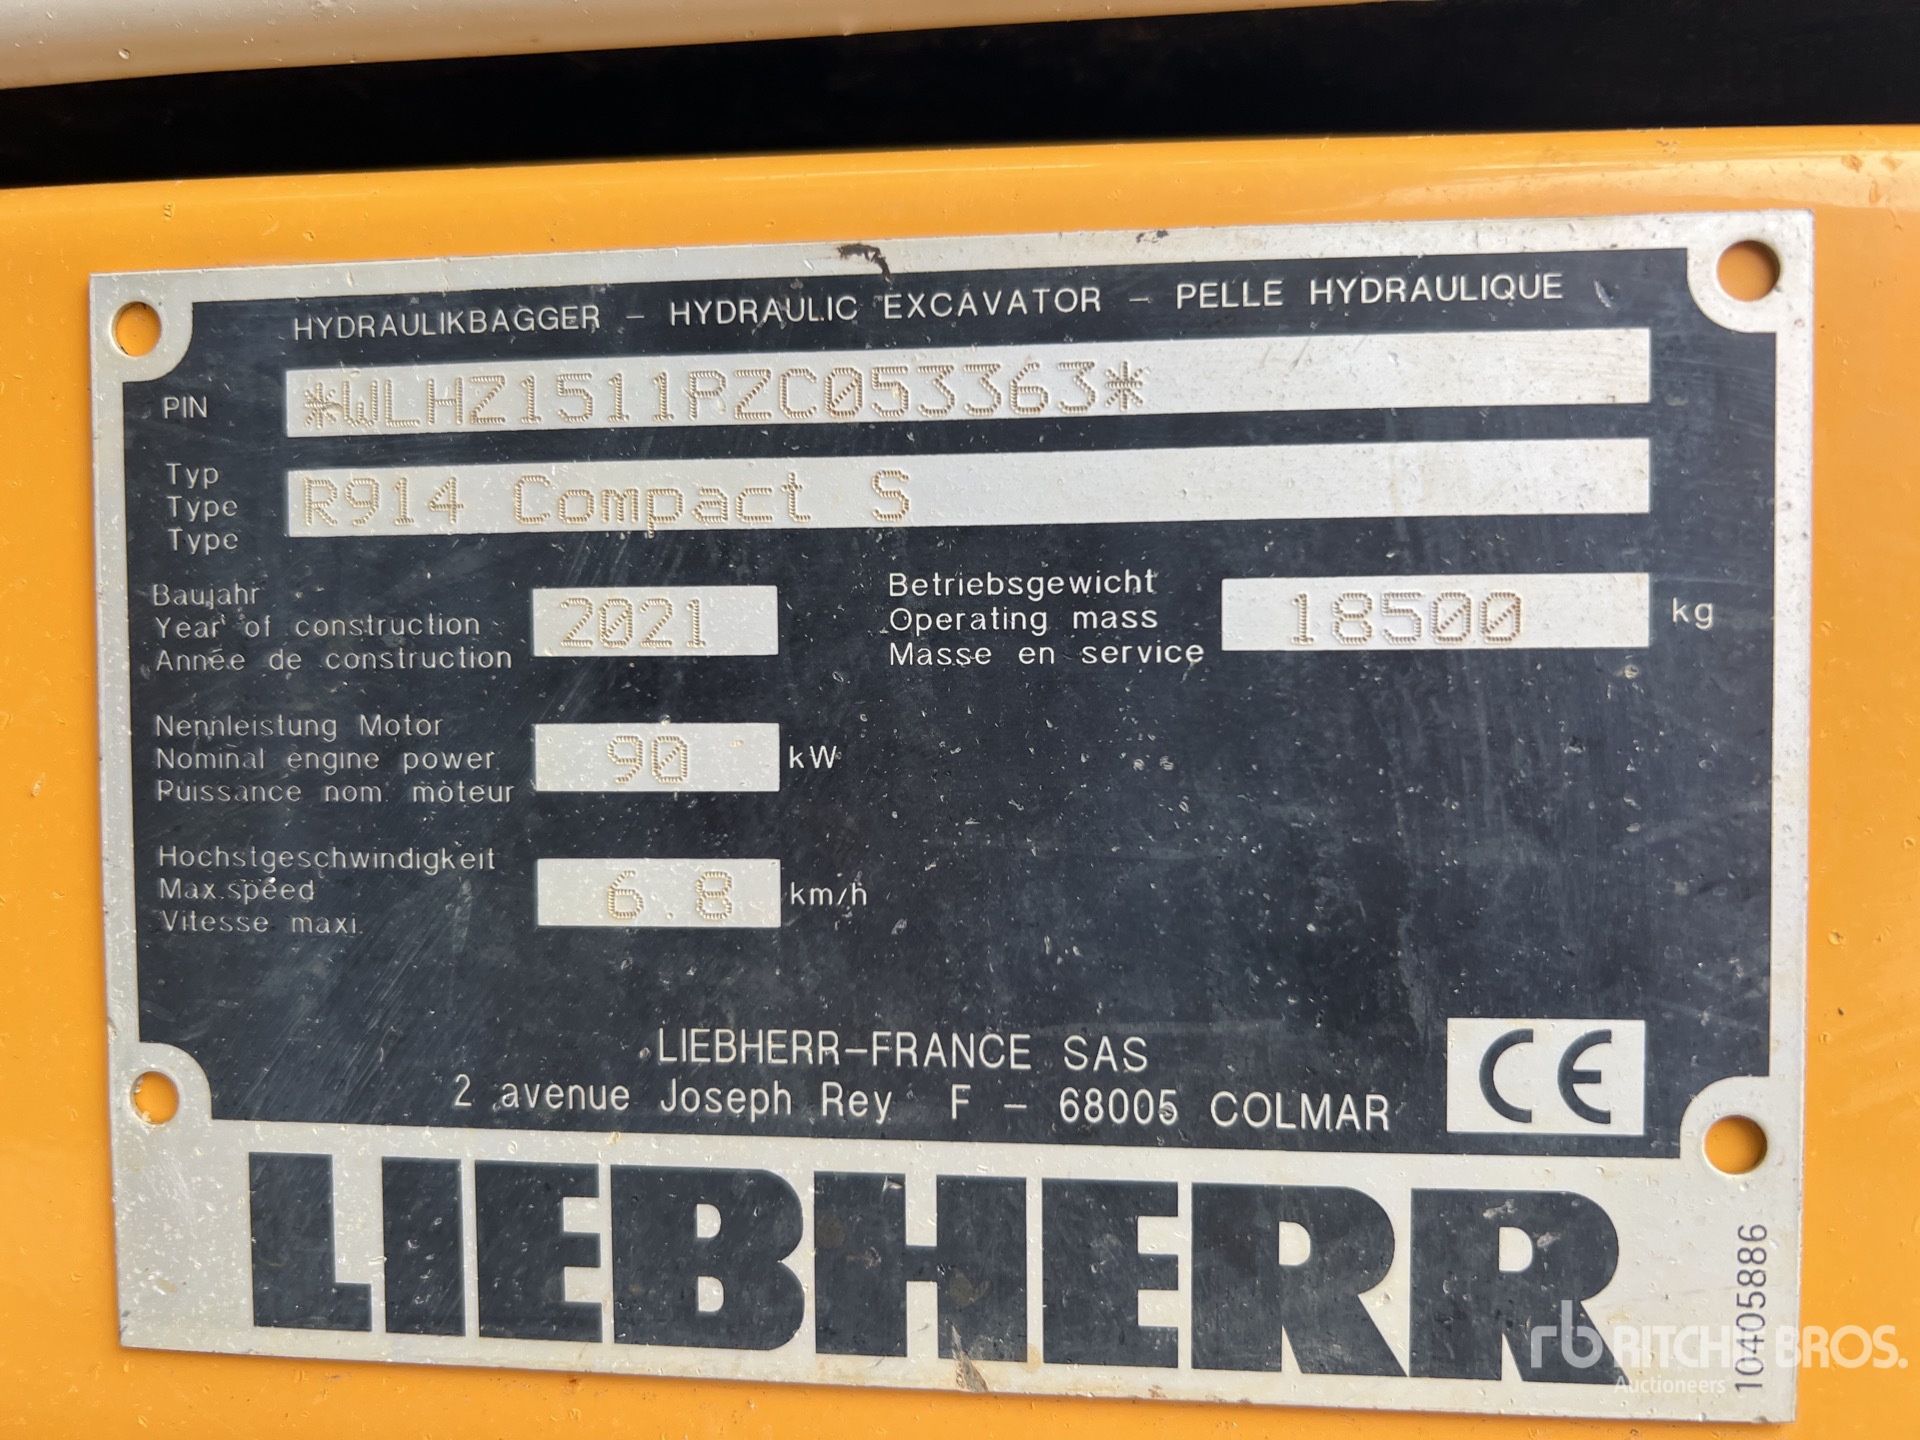 HYDRAULIKBAGGER – HYDRAULIC EXCAVATOR – PELLE HYDRAULIQUE
PIN *WLHZ1511PZC053363*
Typ
Type R914 Compact S
Type
Baujahr
Year of construction 2021
Année de construction
Betriebsgewicht
Operating mass 18500 kg
Masse en service
Nennleistung Motor
Nominal engine power 90 kW
Puissance nom. moteur
Höchstgeschwindigkeit
Max.speed 6.8 km/h
Vitesse maxi.
LIEBHERR-FRANCE SAS
2 avenue Joseph Rey F – 68005 COLMAR
CE
LIEBHERR
10405886
rb RITCHIE BROS.
Auctioneers